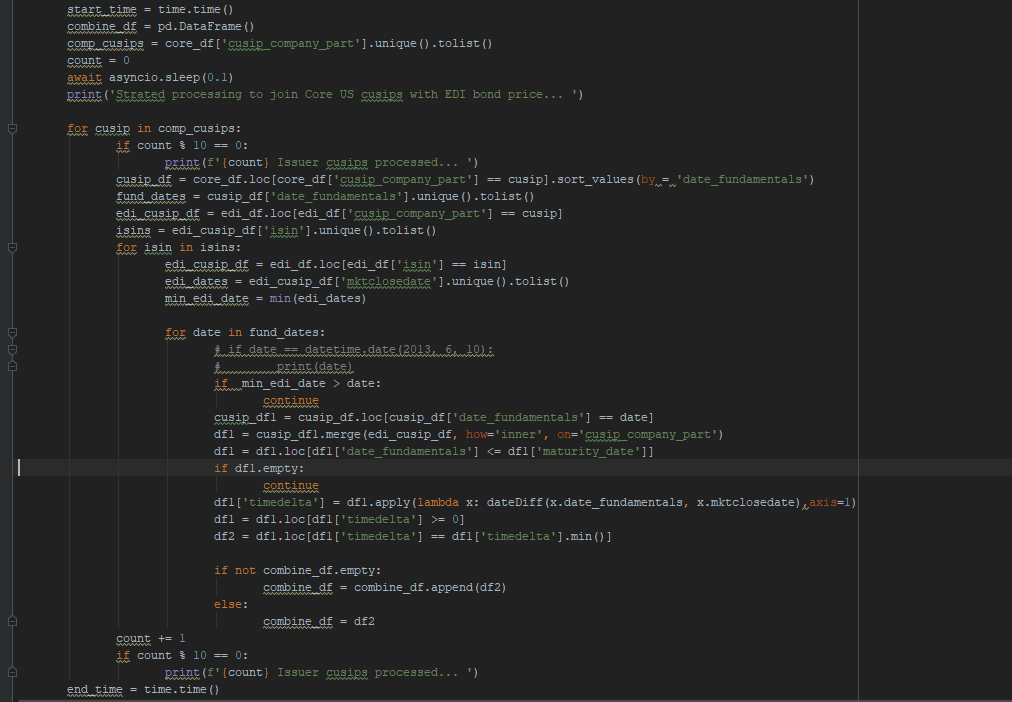 start_time = time.time()
combine_df = pd.DataFrame()
comp_cusips = core_df['cusip_company_part'].unique().tolist()
count = 0
await asyncio.sleep(0.1)
print('Strated processing to join Core US cusips with EDI bond price... ')
for cusip in comp_cusips:
if count % 10 == 0:
print(f'{count} Issuer cusips processed... ')
cusip_df = core_df.loc[core_df['cusip_company_part'] == cusip].sort_values(by = 'date_fundamentals')
fund_dates = cusip_df['date_fundamentals'].unique().tolist()
edi_cusip_df = edi_df.loc[edi_df['cusip_company_part'] == cusip]
isins = edi_cusip_df['isin'].unique().tolist()
for isin in isins:
edi_cusip_df = edi_df.loc[edi_df['isin'] == isin]
edi_dates = edi_cusip_df['mktclosedate'].unique().tolist()
min_edi_date = min(edi_dates)
for date in fund_dates:
# if date == datetime.date(2013, 6, 10):
#        print(date)
if  min_edi_date > date:
continue
cusip_df1 = cusip_df.loc[cusip_df['date_fundamentals'] == date]
df1 = cusip_df1.merge(edi_cusip_df, how='inner', on='cusip_company_part')
df1 = df1.loc[df1['date_fundamentals'] <= df1['maturity_date']]
if df1.empty:
continue
df1['timedelta'] = df1.apply(lambda x: dateDiff(x.date_fundamentals, x.mktclosedate),axis=1)
df1 = df1.loc[df1['timedelta'] >= 0]
df2 = df1.loc[df1['timedelta'] == df1['timedelta'].min()]
if not combine_df.empty:
combine_df = combine_df.append(df2)
else:
combine_df = df2
count += 1
if count % 10 == 0:
print(f'{count} Issuer cusips processed... ')
end_time = time.time()